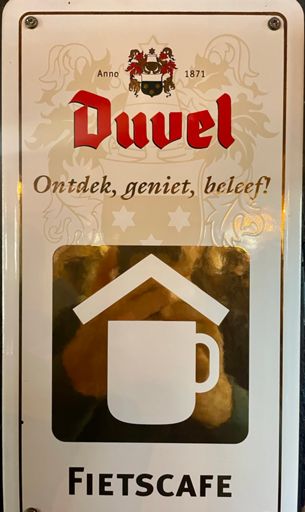 Anno 1871
Duvel
Ontdek, geniet, beleef!
FIETSCAFE